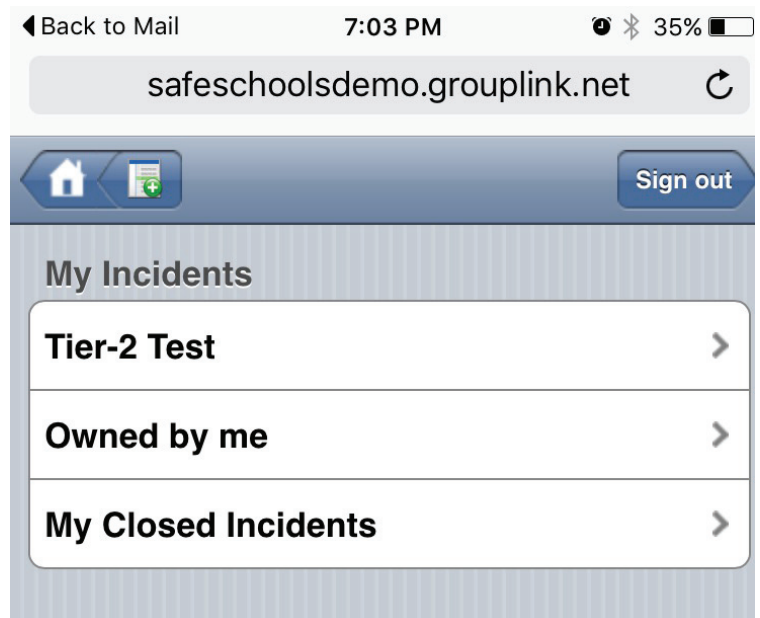 Back to Mail 7:03 PM 35%
safeschoolsdemo.grouplink.net
Sign out
My Incidents
Tier-2 Test
Owned by me
My Closed Incidents